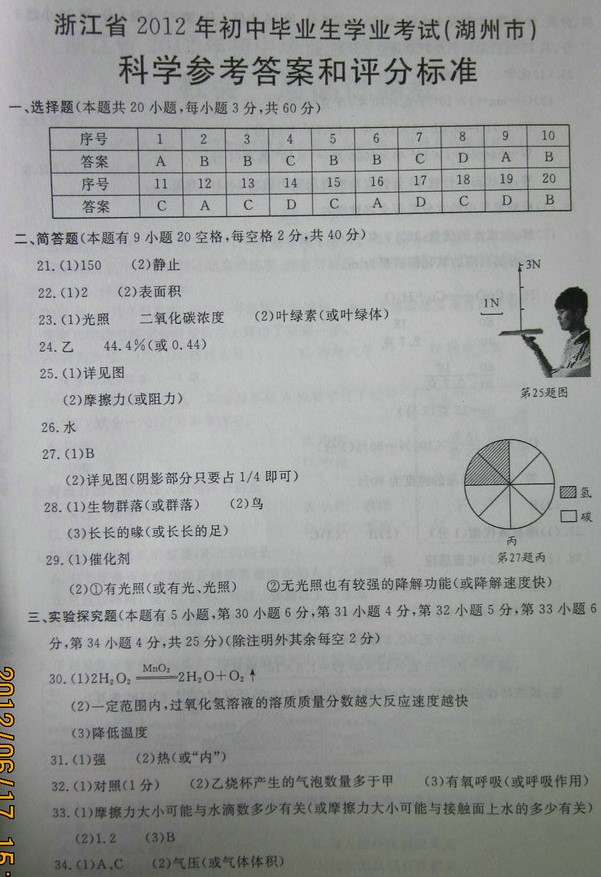 浙江省2012年初中毕业生学业考试(湖州市)
科学参考答案和评分标准
一、选择题(本题共20小题,每小题3分,共60分)
序号 1 2 3 4 5 6 7 8 9 10
答案 A B B C B B C D A B
序号 11 12 13 14 15 16 17 18 19 20
答案 C A C D C A D C D B
二、简答题(本题有9小题20空格,每空格2分,共40分)
21.(1)150 (2)静止
22.(1)2 (2)表面积
23.(1)光照 二氧化碳浓度 (2)叶绿素(或叶绿体)
24.乙 44.4%(或0.44)
25.(1)详见图
(2)摩擦力(或阻力)
3N
1N
第25题图
26.水
27.(1)B
(2)详见图(阴影部分只要占1/4即可)
氢
碳
丙
第27题丙
28.(1)生物群落(或群落) (2)鸟
(3)长长的喙(或长长的足)
29.(1)催化剂
(2)①有光照(或有光、光照) ②无光照也有较强的降解功能(或降解速度快)
三、实验探究题(本题有5小题,第30小题6分,第31小题4分,第32小题5分,第33小题6
分,第34小题4分,共25分)(除注明外其余每空2分)
30.(1)2H₂O₂ MnO₂ ═══ 2H₂O+O₂↑
(2)一定范围内,过氧化氢溶液的溶质质量分数越大反应速度越快
(3)降低温度
31.(1)强 (2)热(或“内”)
32.(1)对照(1分) (2)乙烧杯产生的气泡数量多于甲 (3)有氧呼吸(或呼吸作用)
33.(1)摩擦力大小可能与水滴数多少有关(或摩擦力大小可能与接触面上水的多少有关)
(2)1.2 (3)B
34.(1)A、C (2)气压(或气体体积)
2012/06/17 15: